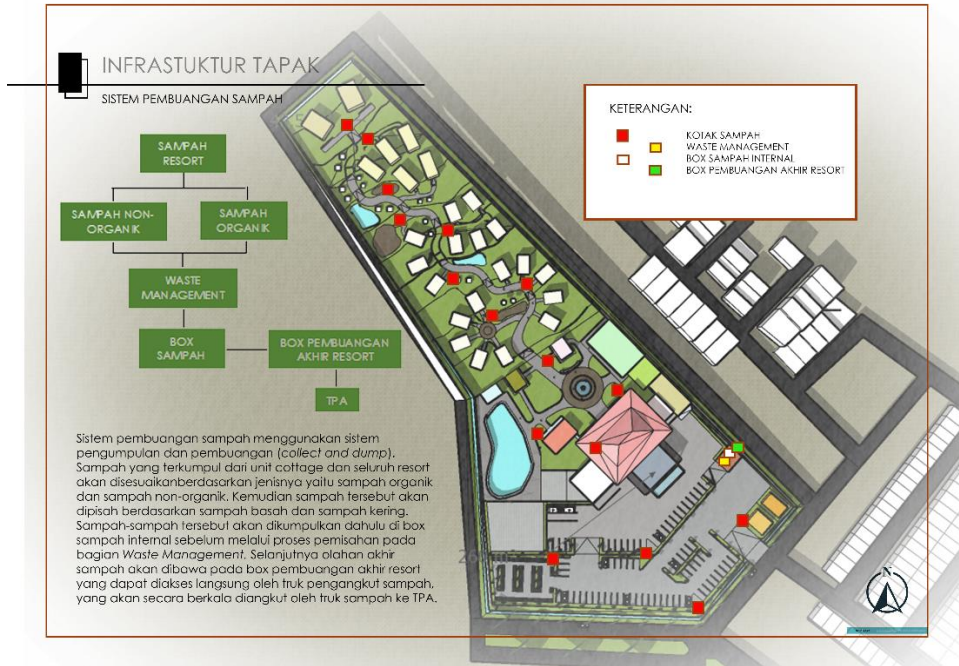 INFRASTUKTUR TAPAK
SISTEM PEMBUANGAN SAMPAH
SAMPAH
RESORT
SAMPAH NON-
ORGANIK
SAMPAH
ORGANIK
WASTE
MANAGEMENT
BOX
SAMPAH
BOX PEMBUANGAN
AKHIR RESORT
TPA
Sistem pembuangan sampah menggunakan sistem
pengumpulan dan pembuangan (collect and dump).
Sampah yang terkumpul dari unit cottage dan seluruh resort
akan disesuaikanberdasarkan jenisnya yaitu sampah organik
dan sampah non-organik. Kemudian sampah tersebut akan
dipisah berdasarkan sampah basah dan sampah kering.
Sampah-sampah tersebut akan dikumpulkan dahulu di box
sampah internal sebelum melalui proses pemisahan pada
bagian Waste Management. Selanjutnya olahan akhir
sampah akan dibawa pada box pembuangan akhir resort
yang dapat diakses langsung oleh truk pengangkut sampah,
yang akan secara berkala diangkut oleh truk sampah ke TPA.
KETERANGAN:
KOTAK SAMPAH
WASTE MANAGEMENT
BOX SAMPAH INTERNAL
BOX PEMBUANGAN AKHIR RESORT
N